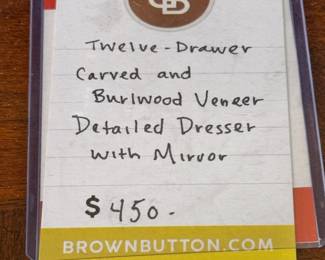 Twelve-Drawer
Carved and
Burlwood Veneer
Detailed Dresser
with Mirror
$ 450.-
BROWNBUTTON.COM